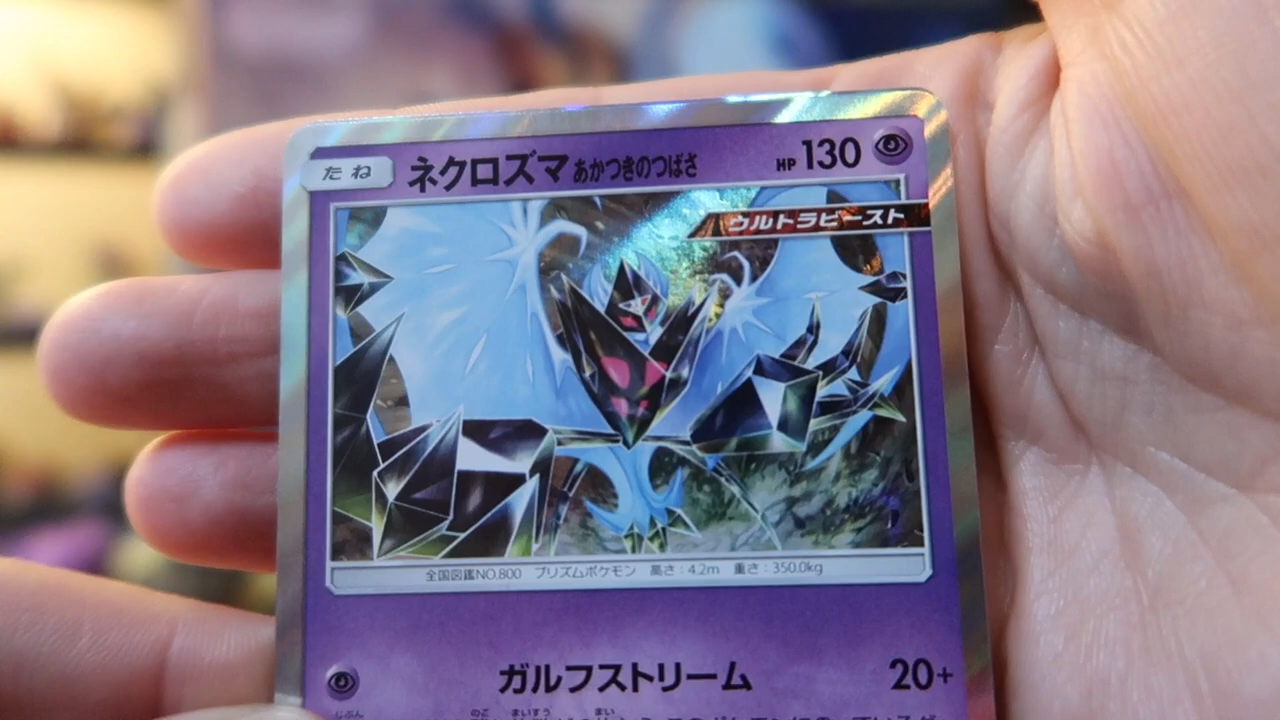 たね ネクロズマ あかつきのつばさ HP 130
ウルトラビースト
全国図鑑NO.800 プリズムポケモン 高さ:4.2m 重さ:350.0kg
ガルフストリーム 20+